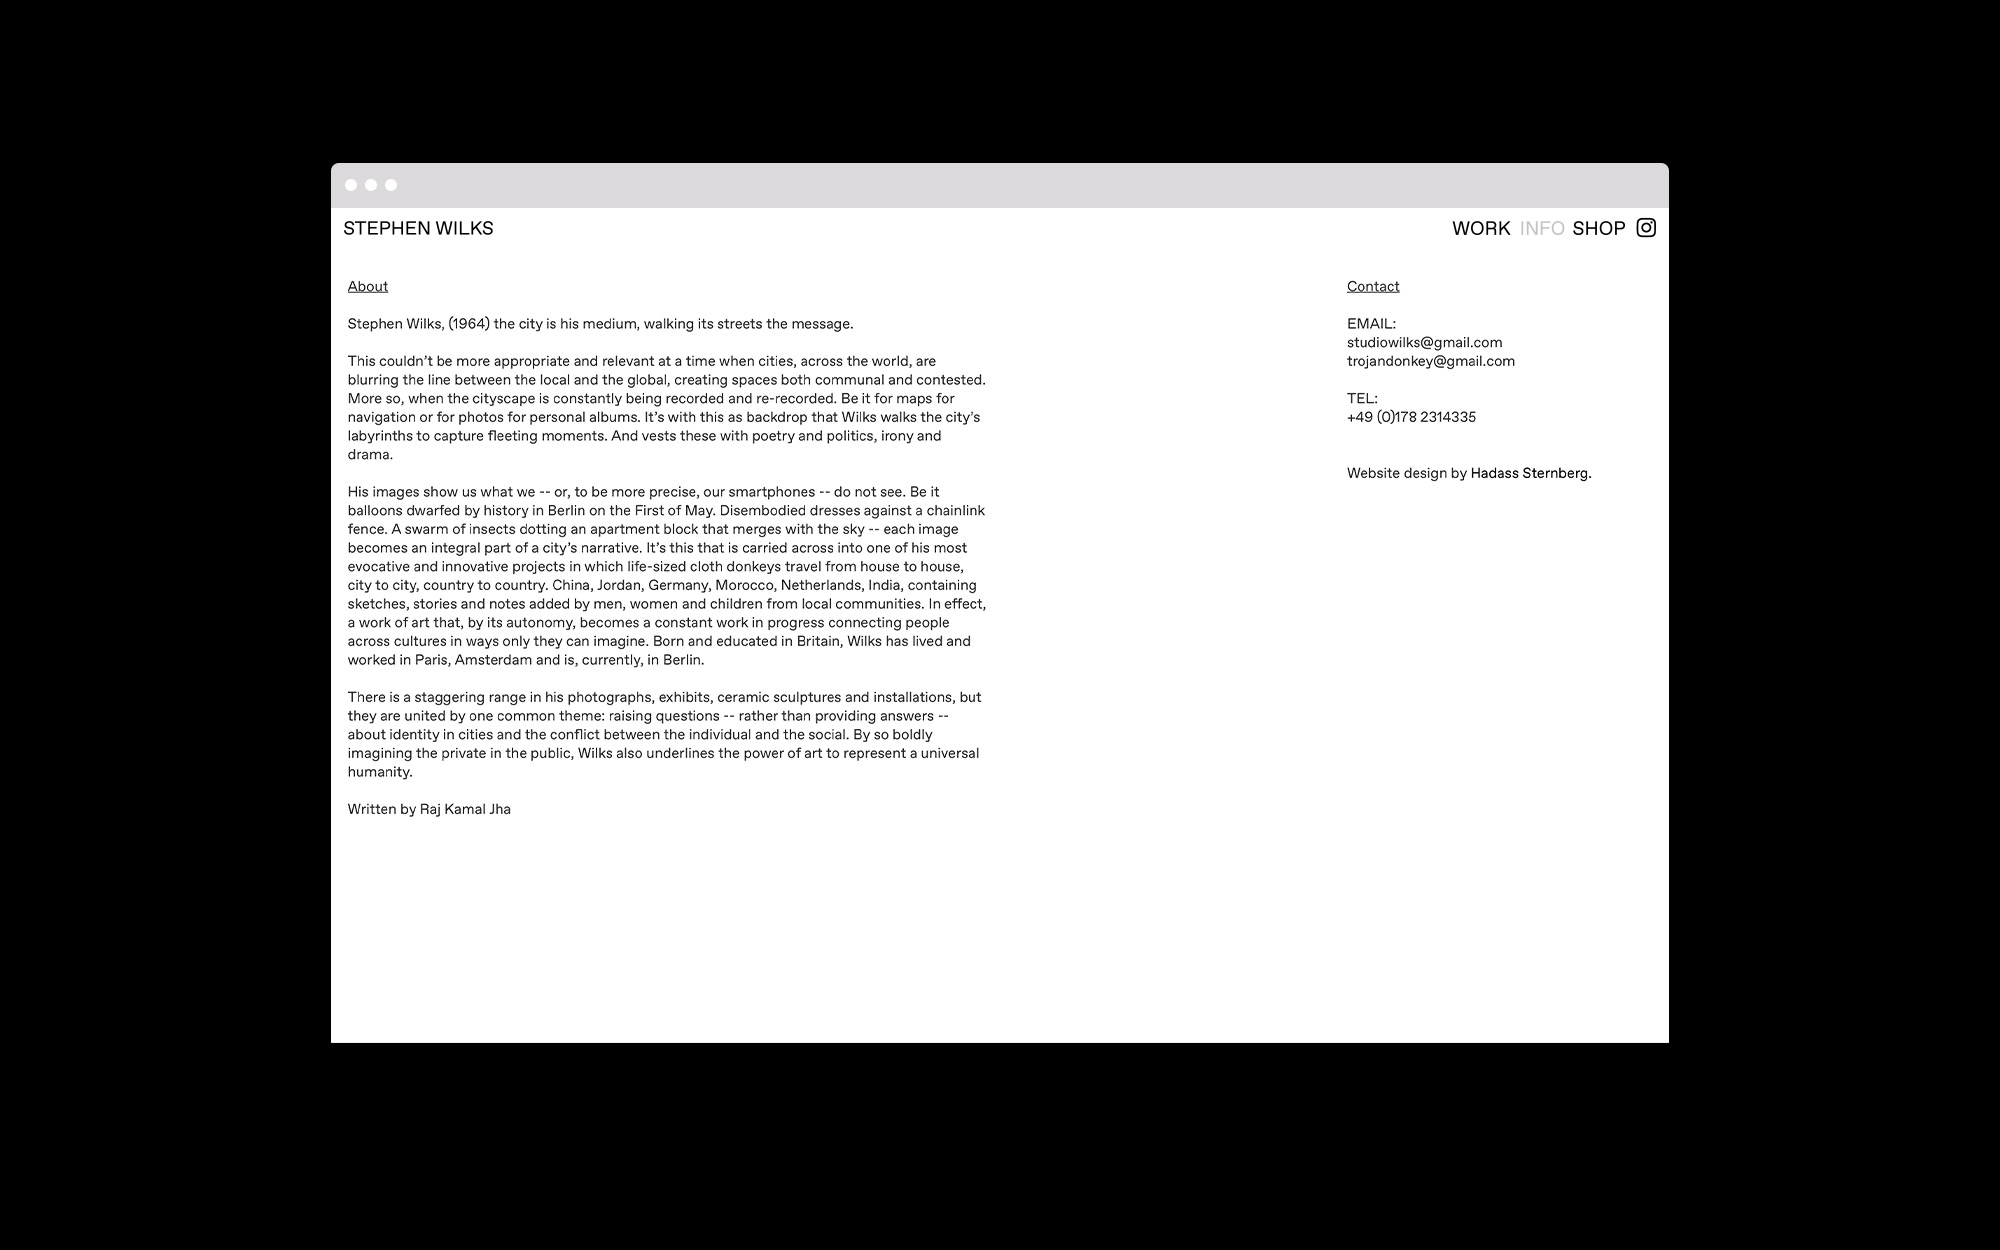 STEPHEN WILKS
WORK INFO SHOP
About
Stephen Wilks, (1964) the city is his medium, walking its streets the message.
This couldn’t be more appropriate and relevant at a time when cities, across the world, are
blurring the line between the local and the global, creating spaces both communal and contested.
More so, when the cityscape is constantly being recorded and re-recorded. Be it for maps for
navigation or for photos for personal albums. It’s with this as backdrop that Wilks walks the city’s
labyrinths to capture fleeting moments. And vests these with poetry and politics, irony and
drama.
His images show us what we -- or, to be more precise, our smartphones -- do not see. Be it
balloons dwarfed by history in Berlin on the First of May. Disembodied dresses against a chainlink
fence. A swarm of insects dotting an apartment block that merges with the sky -- each image
becomes an integral part of a city’s narrative. It’s this that is carried across into one of his most
evocative and innovative projects in which life-sized cloth donkeys travel from house to house,
city to city, country to country. China, Jordan, Germany, Morocco, Netherlands, India, containing
sketches, stories and notes added by men, women and children from local communities. In effect,
a work of art that, by its autonomy, becomes a constant work in progress connecting people
across cultures in ways only they can imagine. Born and educated in Britain, Wilks has lived and
worked in Paris, Amsterdam and is, currently, in Berlin.
There is a staggering range in his photographs, exhibits, ceramic sculptures and installations, but
they are united by one common theme: raising questions -- rather than providing answers --
about identity in cities and the conflict between the individual and the social. By so boldly
imagining the private in the public, Wilks also underlines the power of art to represent a universal
humanity.
Written by Raj Kamal Jha
Contact
EMAIL:
studiowilks@gmail.com
trojandonkey@gmail.com
TEL:
+49 (0)178 2314335
Website design by Hadass Sternberg.